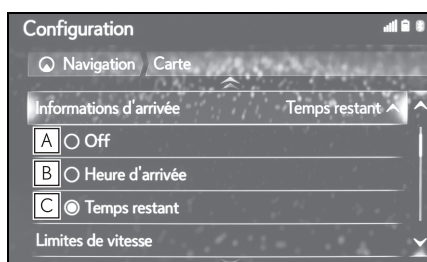 Configuration
Navigation Carte
Informations d'arrivée Temps restant
A Off
B Heure d'arrivée
C Temps restant
Limites de vitesse